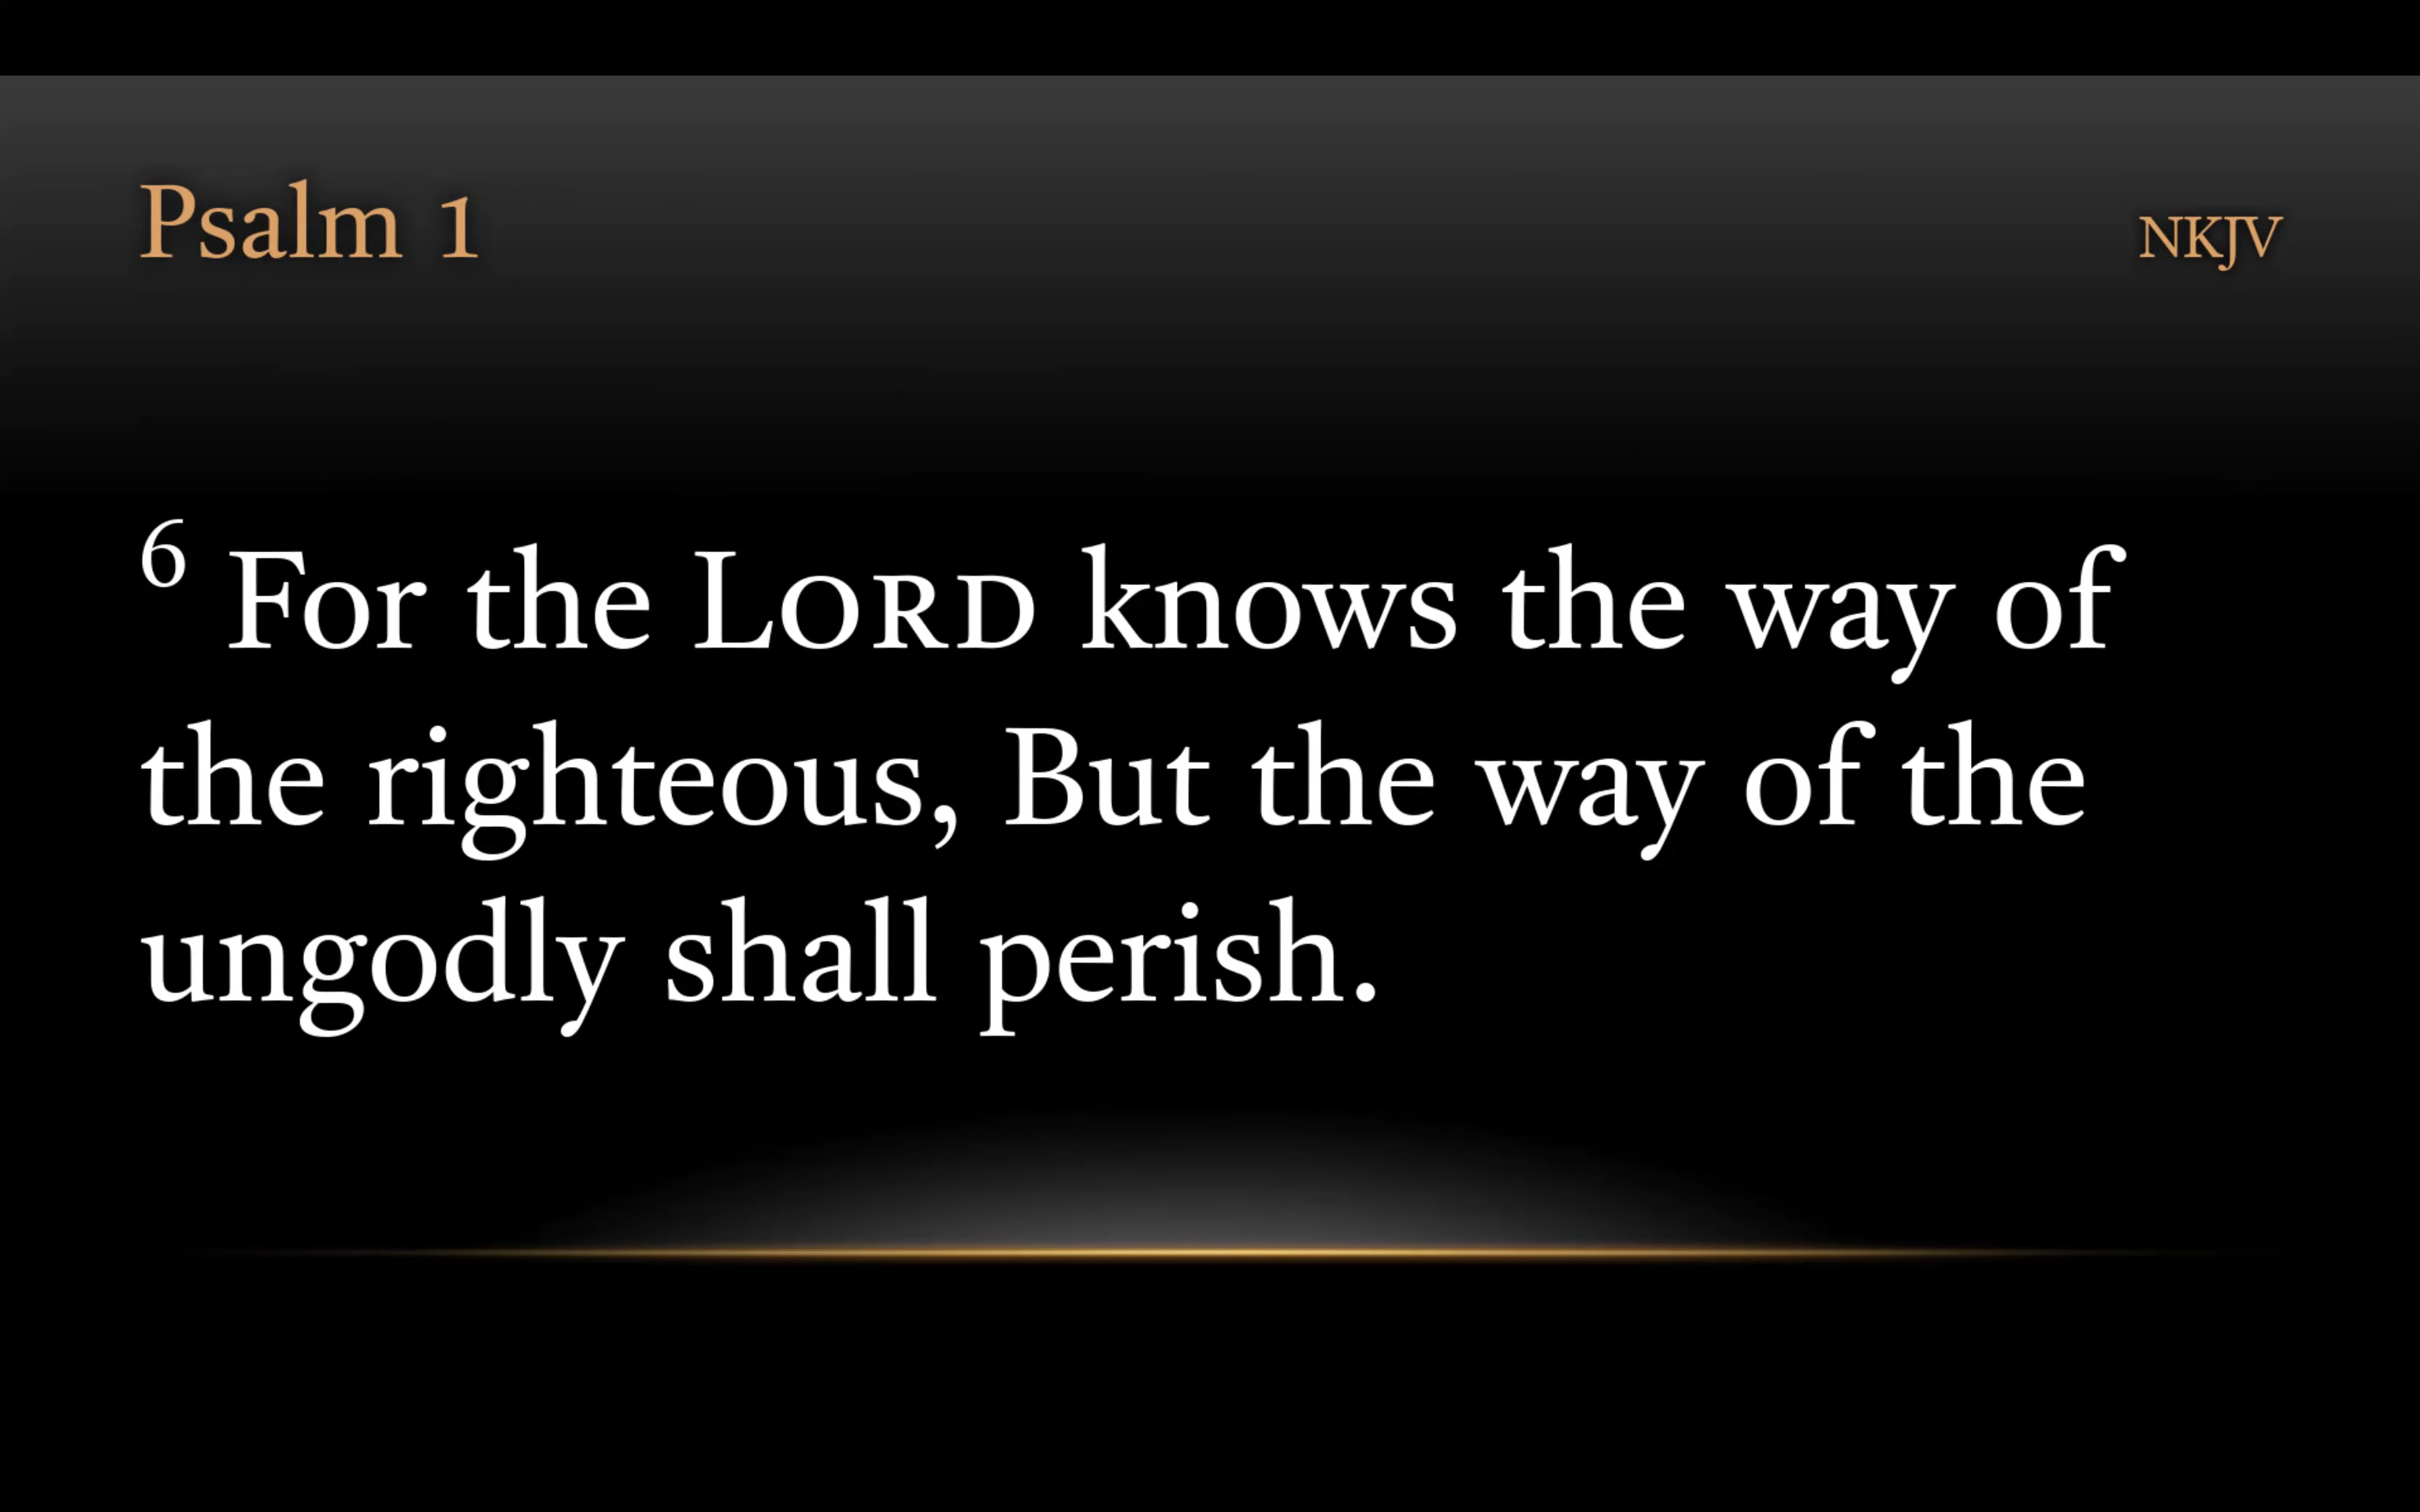 Psalm 1
NKJV
6 For the LORD knows the way of
the righteous, But the way of the
ungodly shall perish.